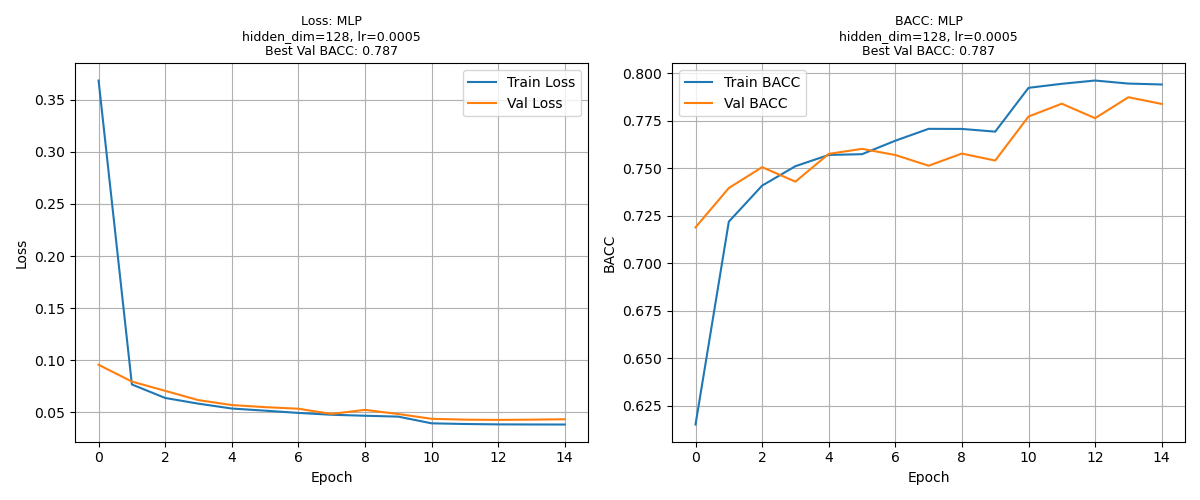 Loss: MLP
hidden_dim=128, lr=0.0005
Best Val BACC: 0.787
Train Loss
Val Loss
0.35
0.30
0.25
0.20
0.15
0.10
0.05
Loss
0
2
4
6
8
10
12
14
Epoch
BACC: MLP
hidden_dim=128, lr=0.0005
Best Val BACC: 0.787
Train BACC
Val BACC
0.800
0.775
0.750
0.725
0.700
0.675
0.650
0.625
BACC
0
2
4
6
8
10
12
14
Epoch